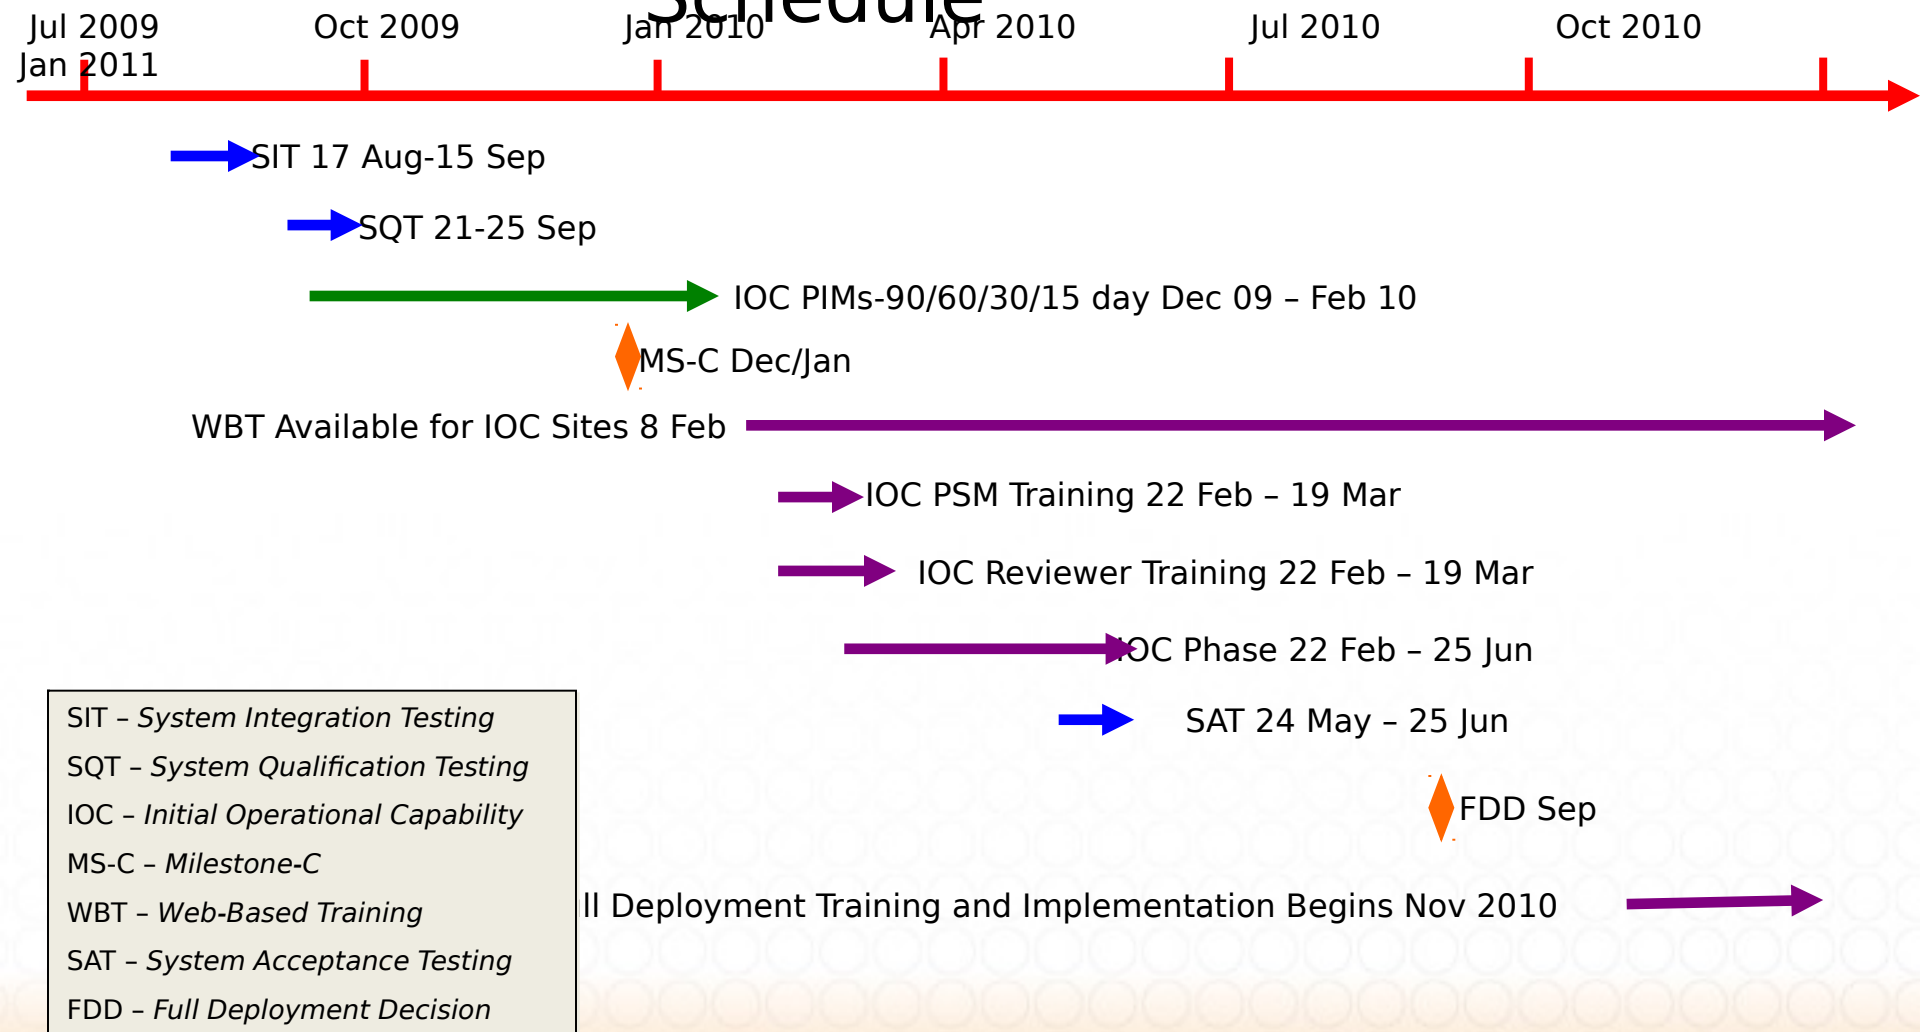 Schedule
Jul 2009 Oct 2009 Jan 2010 Apr 2010 Jul 2010 Oct 2010
Jan 2011
SIT 17 Aug-15 Sep
SQT 21-25 Sep
IOC PIMs-90/60/30/15 day Dec 09 – Feb 10
MS-C Dec/Jan
WBT Available for IOC Sites 8 Feb
IOC PSM Training 22 Feb – 19 Mar
IOC Reviewer Training 22 Feb – 19 Mar
IOC Phase 22 Feb – 25 Jun
SAT 24 May – 25 Jun
FDD Sep
ll Deployment Training and Implementation Begins Nov 2010
SIT – System Integration Testing
SQT – System Qualification Testing
IOC – Initial Operational Capability
MS-C – Milestone-C
WBT – Web-Based Training
SAT – System Acceptance Testing
FDD – Full Deployment Decision